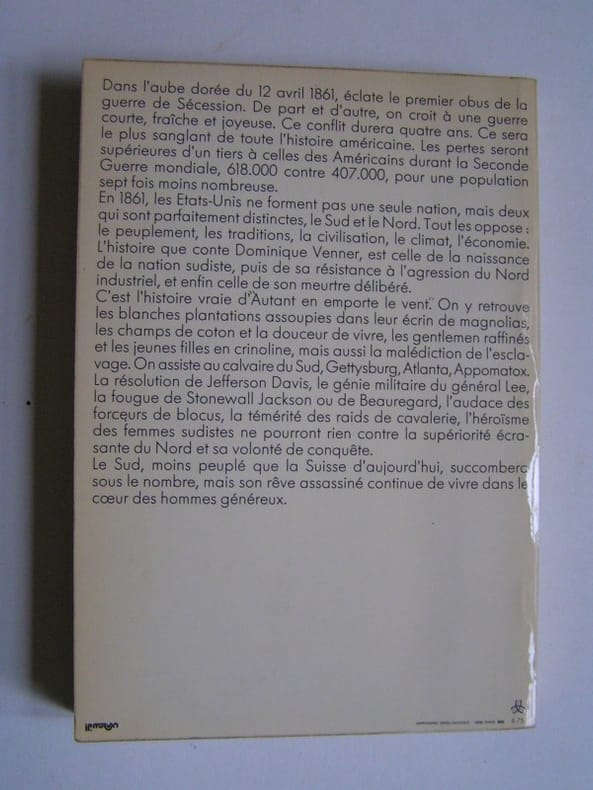 Dans l'aube dorée du 12 avril 1861, éclate le premier obus de la
guerre de Sécession. De part et d'autre, on croit à une guerre
courte, fraîche et joyeuse. Ce conflit durera quatre ans. Ce sera
le plus sanglant de toute l'histoire américaine. Les pertes seront
supérieures d'un tiers à celles des Américains durant la Seconde
Guerre mondiale, 618.000 contre 407.000, pour une population
sept fois moins nombreuse.
En 1861, les Etats-Unis ne forment pas une seule nation, mais deux
qui sont parfaitement distinctes, le Sud et le Nord. Tout les oppose :
le peuplement, les traditions, la civilisation, le climat, l'économie.
L'histoire que conte Dominique Venner, est celle de la naissance
de la nation sudiste, puis de sa résistance à l'agression du Nord
industriel, et enfin celle de son meurtre délibéré.
C'est l'histoire vraie d'"Autant en emporte le vent". On y retrouve
les blanches plantations assoupies dans leur écrin de magnolias,
les champs de coton et la douceur de vivre, les gentlemen raffinés
et les jeunes filles en crinoline, mais aussi la malédiction de l'escla-
vage. On assiste au calvaire du Sud, Gettysburg, Atlanta, Appomatox.
La résolution de Jefferson Davis, le génie militaire du général Lee,
la fougue de Stonewall Jackson ou de Beauregard, l'audace des
forceurs de blocus, la témérité des raids de cavalerie, l'héroïsme
des femmes sudistes ne pourront rien contre la supériorité écra-
sante du Nord et sa volonté de conquête.
Le Sud, moins peuplé que la Suisse d'aujourd'hui, succombera
sous le nombre, mais son rêve assassiné continue de vivre dans le
cœur des hommes généreux.